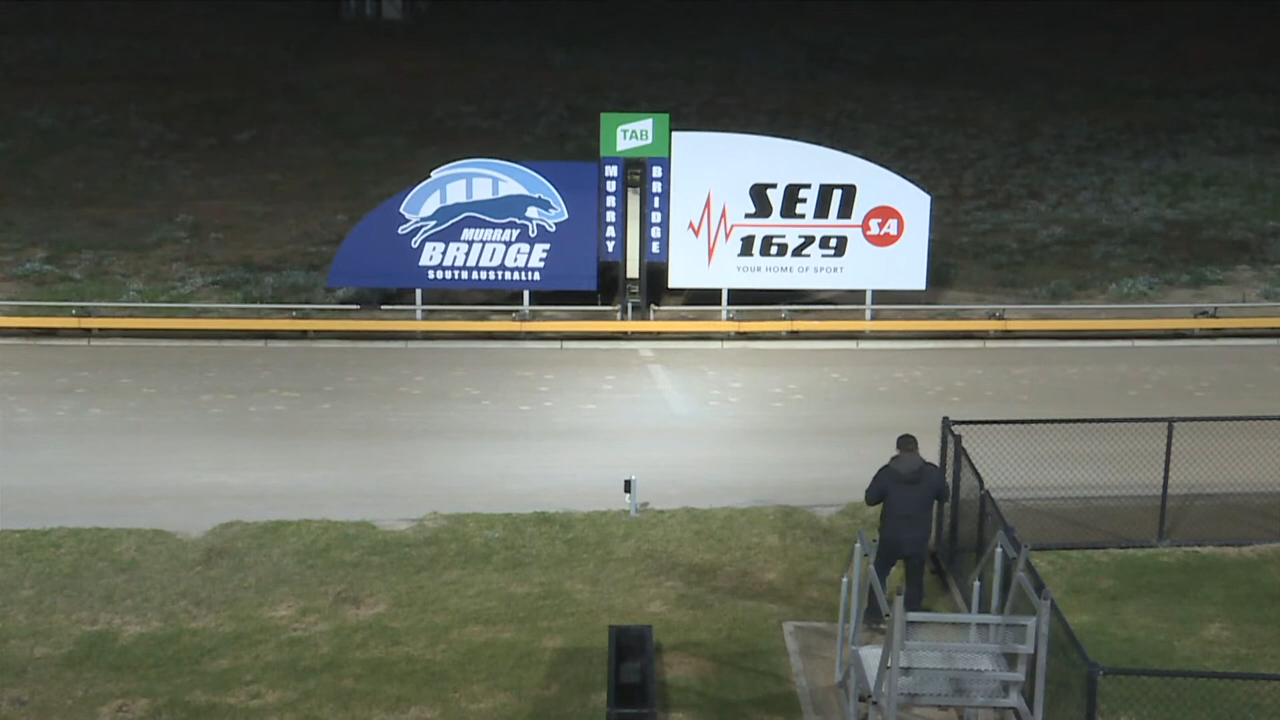 TAB
MURRAY
BRIDGE
MURRAY
BRIDGE
SOUTH AUSTRALIA
SEN
SA
1629
YOUR HOME OF SPORT